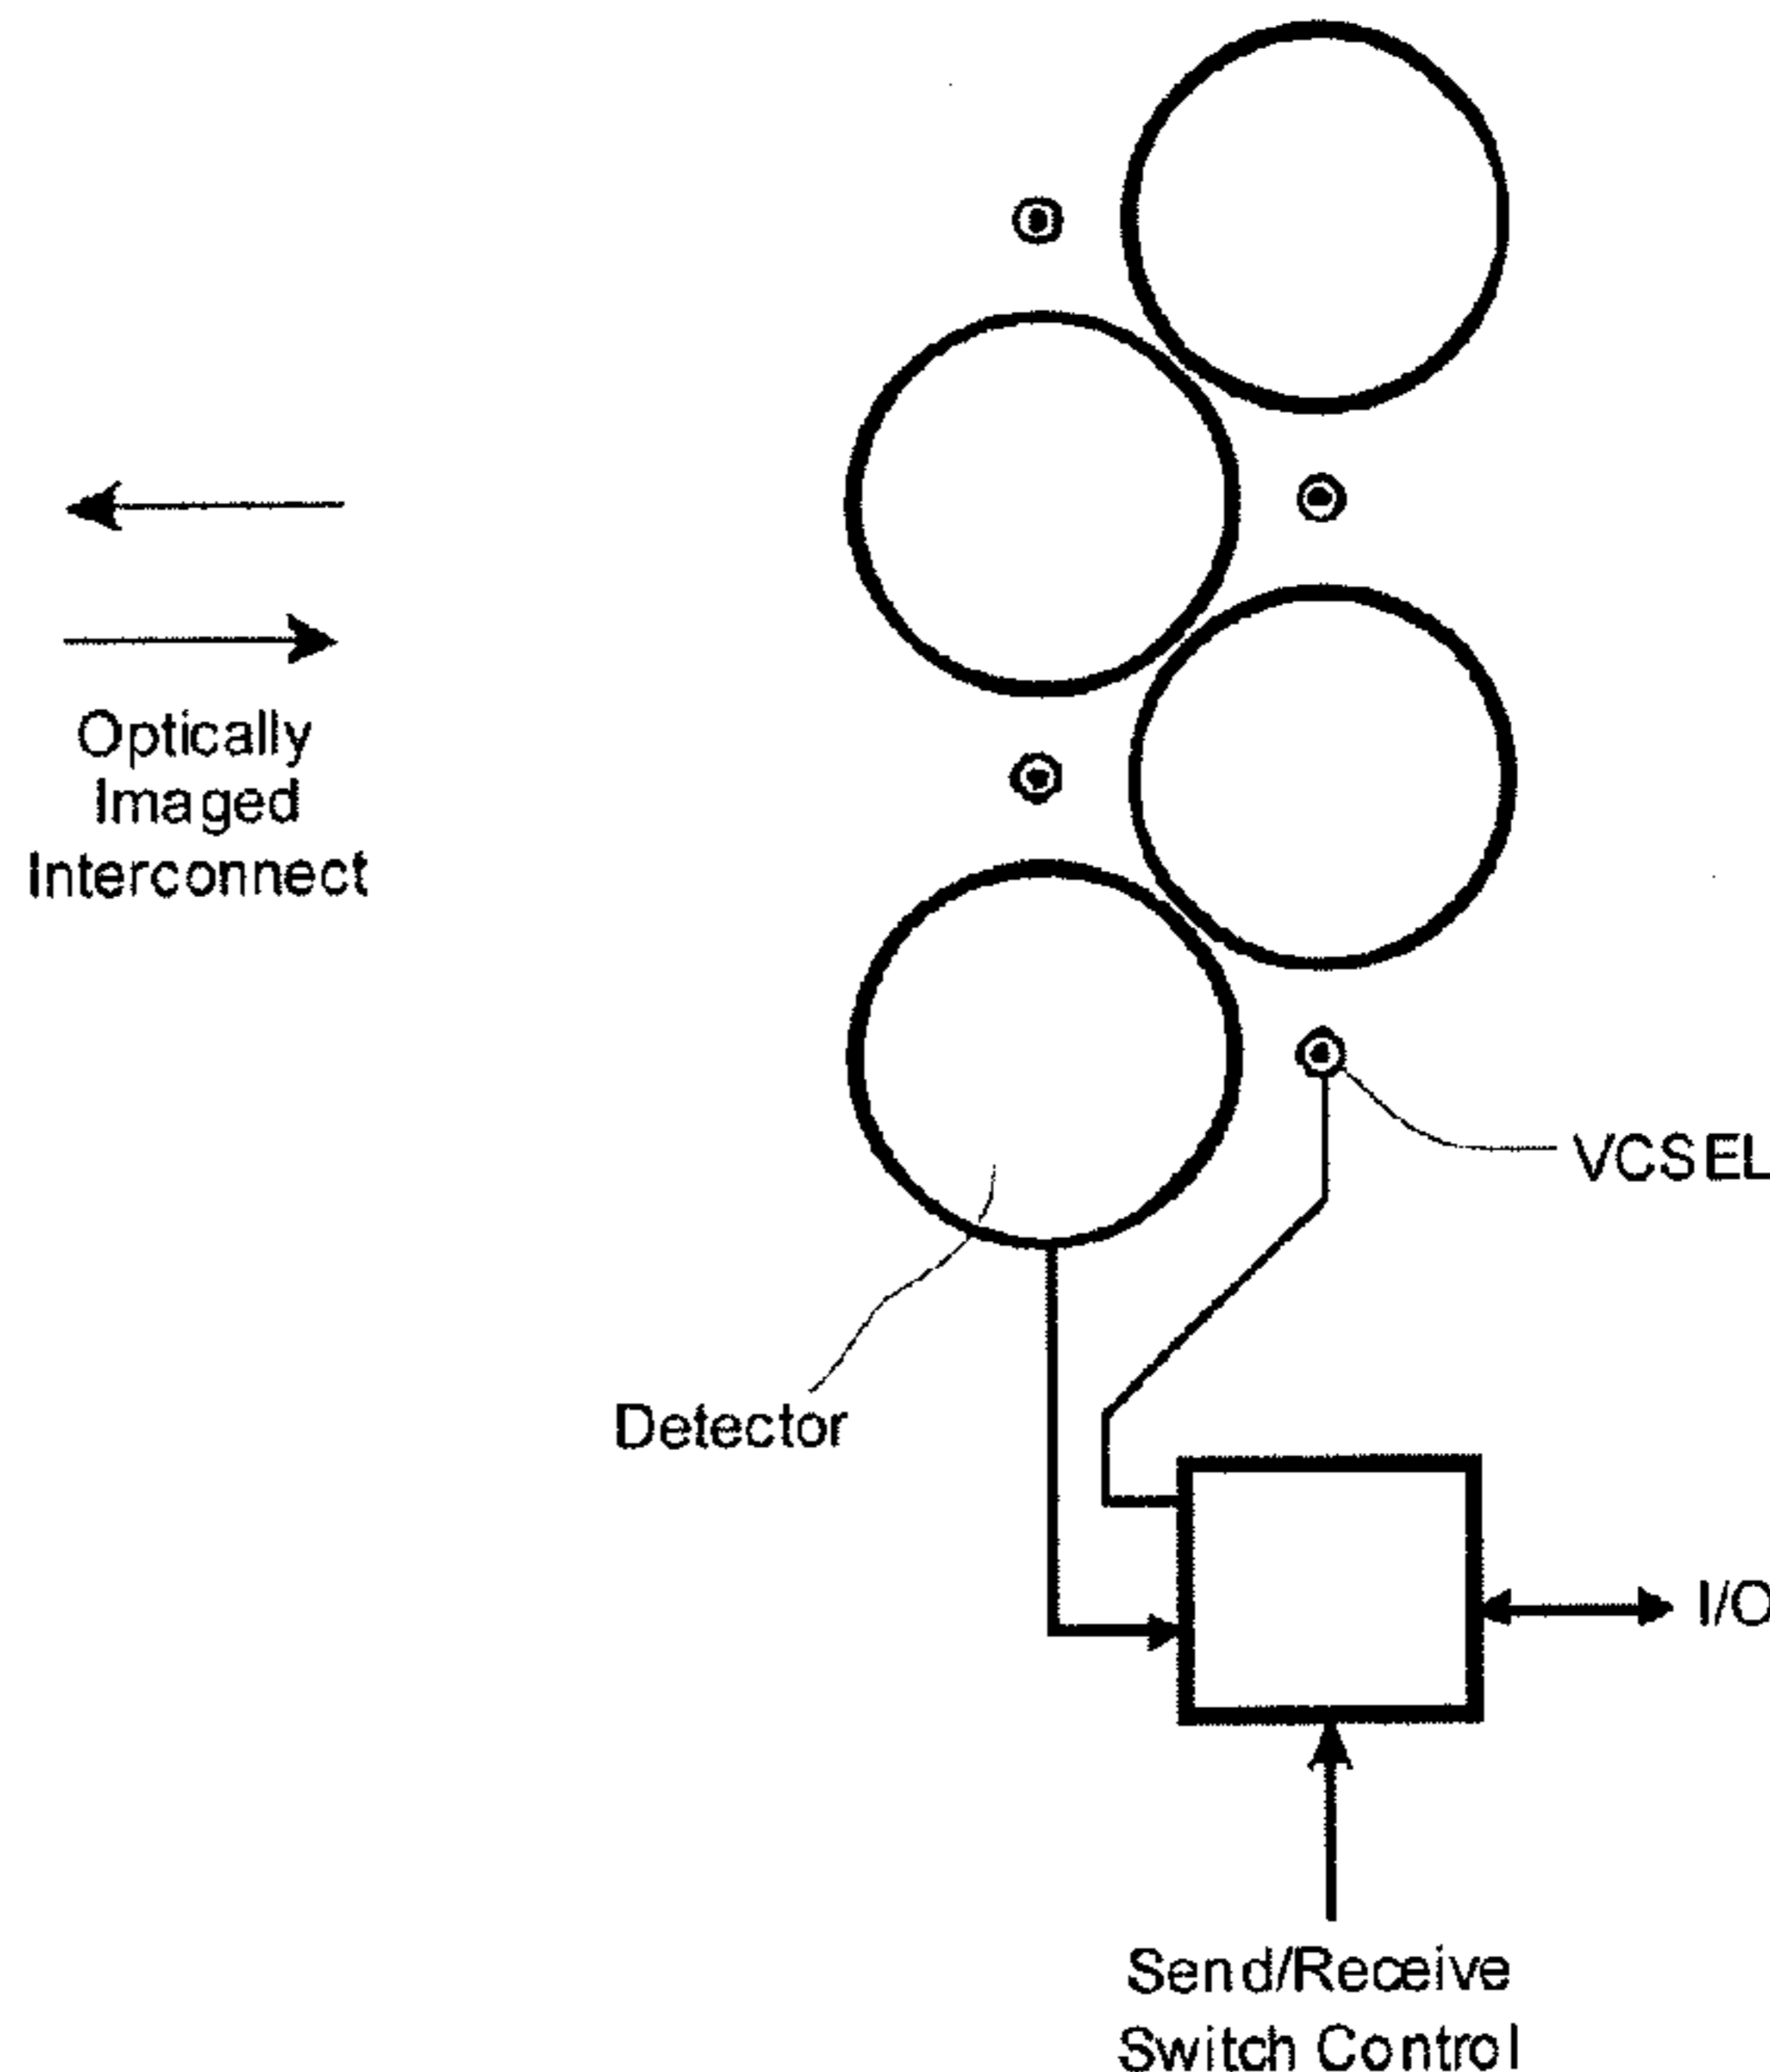 Optically
Imaged
Interconnect
VCSEL
Detector
I/O
Send/Receive
Switch Control